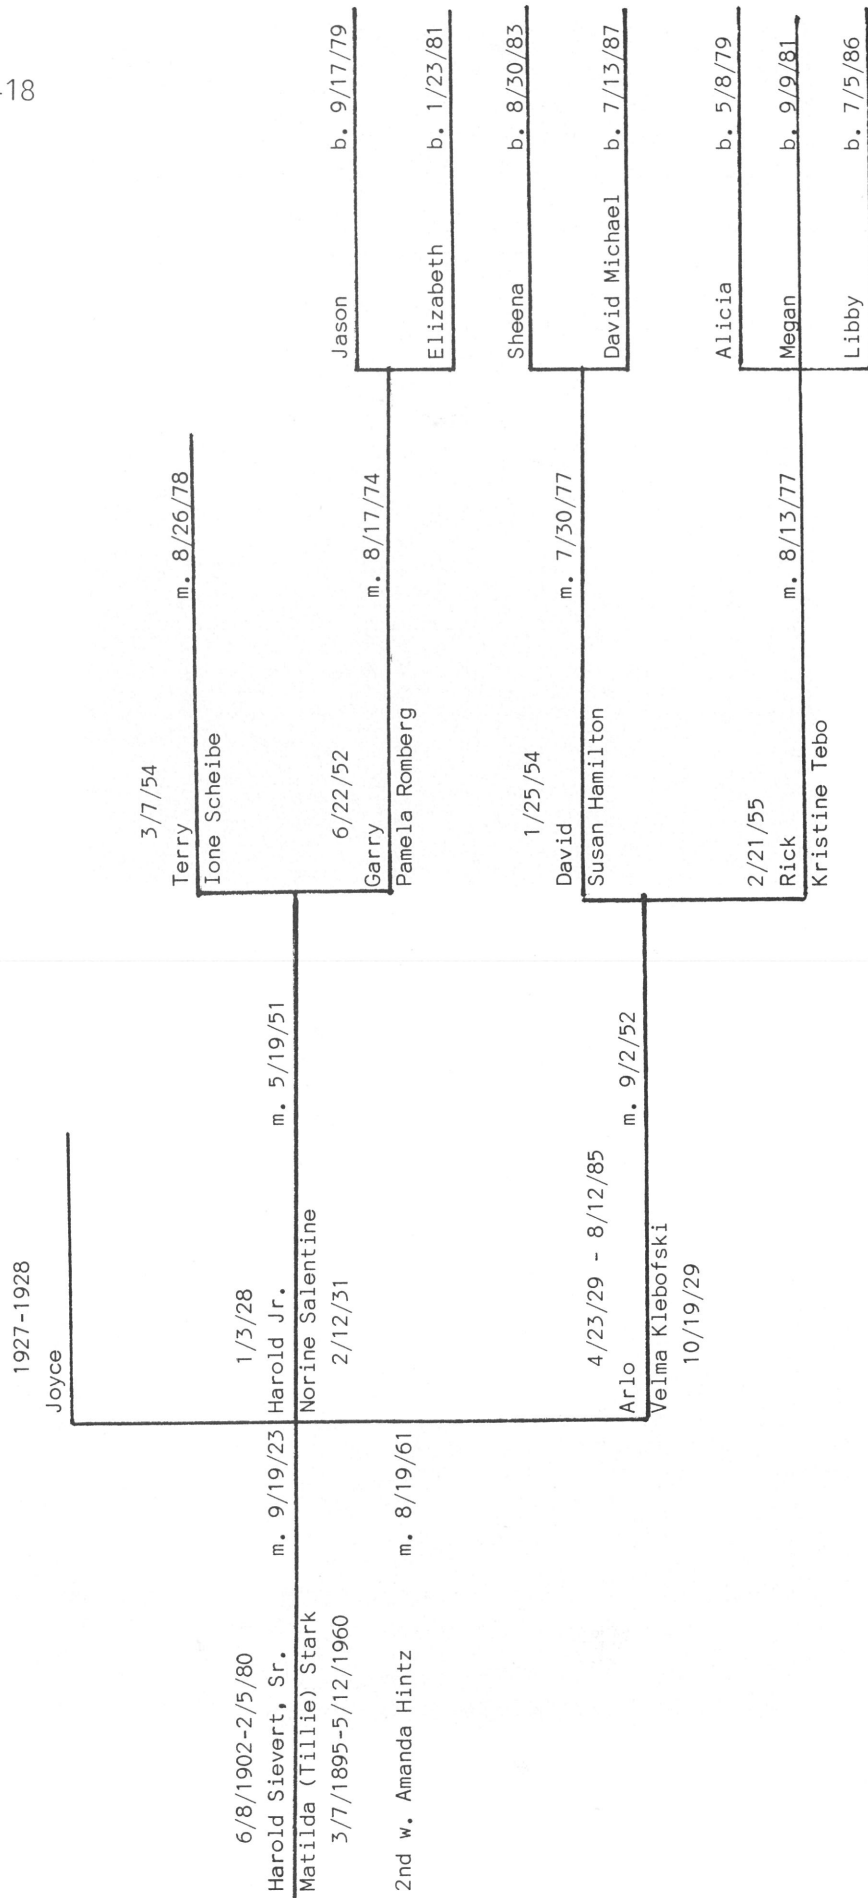 -18
1927-1928
Joyce
6/8/1902-2/5/80
Harold Sievert, Sr. m. 9/19/23
Matilda (Tillie) Stark
3/7/1895-5/12/1960
2nd w. Amanda Hintz m. 8/19/61
1/3/28
Harold Jr. m. 5/19/51
Norine Salentine
2/12/31
4/23/29 - 8/12/85
Arlo m. 9/2/52
Velma Klebofski
10/19/29
3/7/54
Terry m. 8/26/78
Ione Scheibe
6/22/52
Garry m. 8/17/74
Pamela Romberg
1/25/54
David m. 7/30/77
Susan Hamilton
2/21/55
Rick m. 8/13/77
Kristine Tebo
Jason b. 9/17/79
Elizabeth b. 1/23/81
Sheena b. 8/30/83
David Michael b. 7/13/87
Alicia b. 5/8/79
Megan b. 9/9/81
Libby b. 7/5/86